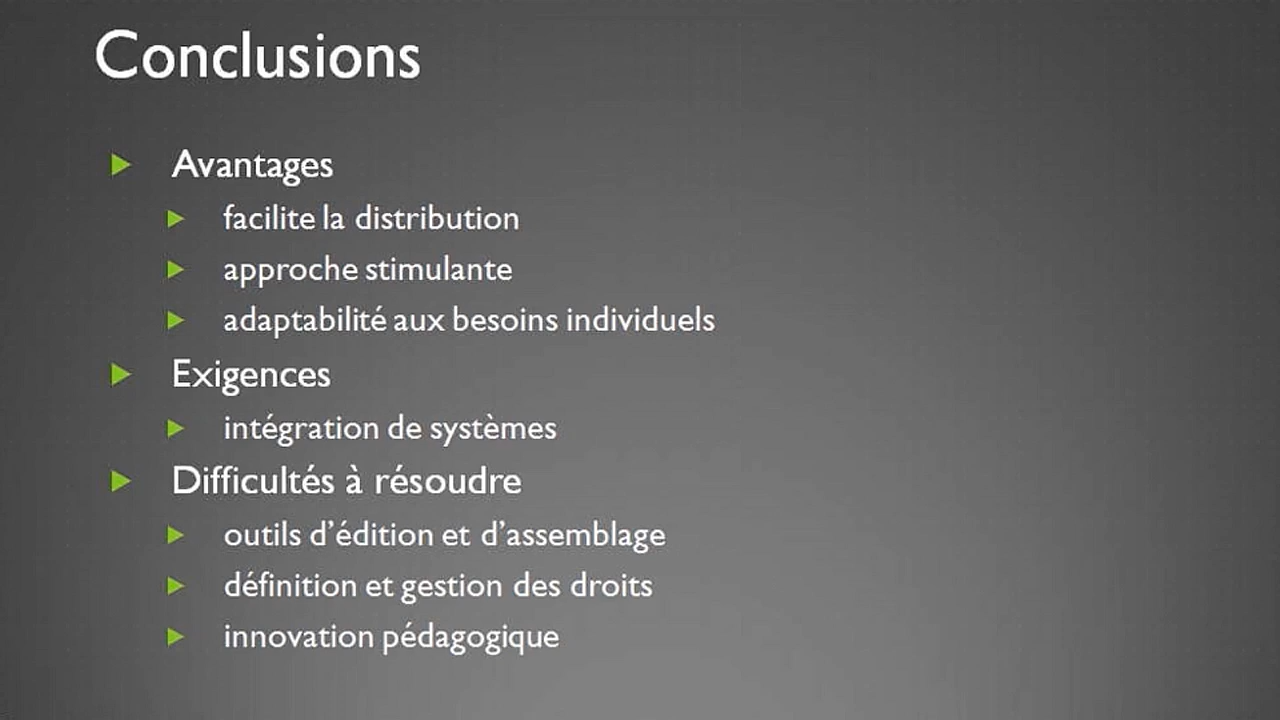 Conclusions
Avantages
facilite la distribution
approche stimulante
adaptabilité aux besoins individuels
Exigences
intégration de systèmes
Difficultés à résoudre
outils d’édition et d’assemblage
définition et gestion des droits
innovation pédagogique